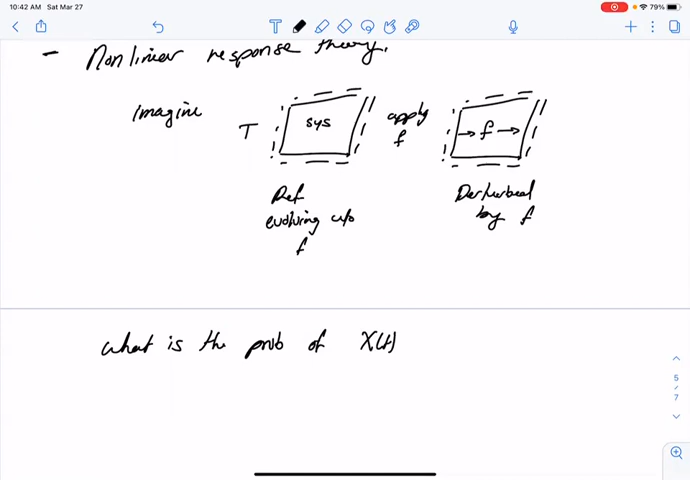 10:42 AM Sat Mar 27
79%
- Nonlinear response theory.
imagine T sys apply f → f →
Ref evolving w/o f
Perturbed by f
what is the prob of X(t)
5
/
7